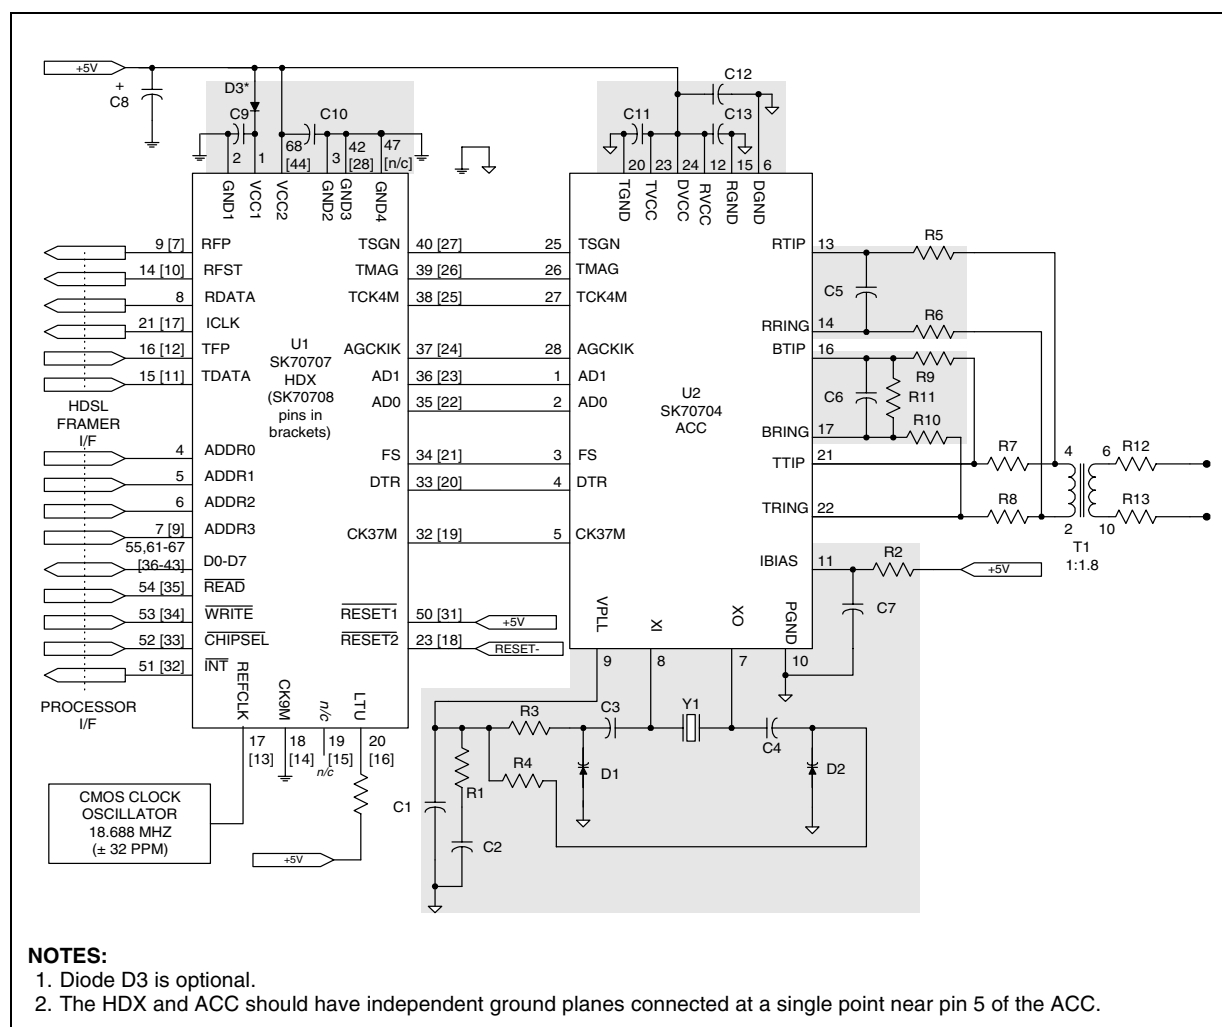 +5V
+
C8
D3*
C9
C10
2
1
68
[44]
3
42
[28]
47
[n/c]
GND1
VCC1
VCC2
GND2
GND3
GND4
C12
C11
C13
20
23
24
12
15
6
TGND
TVCC
DVCC
RVCC
RGND
DGND
9 [7]
RFP
14 [10]
RFST
8
RDATA
21 [17]
ICLK
16 [12]
TFP
15 [11]
TDATA
HDSL
FRAMER
I/F
4
ADDR0
5
ADDR1
6
ADDR2
7 [9]
ADDR3
55,61-67
[36-43]
D0-D7
54 [35]
READ
53 [34]
WRITE
52 [33]
CHIPSEL
51 [32]
INT
PROCESSOR
I/F
U1
SK70707
HDX
(SK70708
pins in
brackets)
TSGN
40 [27]
TMAG
39 [26]
TCK4M
38 [25]
AGCKIK
37 [24]
AD1
36 [23]
AD0
35 [22]
FS
34 [21]
DTR
33 [20]
CK37M
32 [19]
RESET1
50 [31]
+5V
RESET2
23 [18]
RESET-
REFCLK
CK9M
n/c
LTU
17
[13]
18
[14]
19
[15]
n/c
20
[16]
CMOS CLOCK
OSCILLATOR
18.688 MHZ
(± 32 PPM)
+5V
25
TSGN
26
TMAG
27
TCK4M
28
AGCKIK
1
AD1
2
AD0
3
FS
4
DTR
5
CK37M
U2
SK70704
ACC
RTIP
13
R5
C5
RRING
14
R6
BTIP
16
R9
C6
R11
R10
BRING
17
TTIP
21
R7
4
6
R12
TRING
22
R8
2
10
R13
T1
1:1.8
IBIAS
11
R2
+5V
C7
VPLL
XI
XO
PGND
9
8
7
10
R3
C3
Y1
C4
R4
D1
D2
R1
C1
C2
NOTES:
1. Diode D3 is optional.
2. The HDX and ACC should have independent ground planes connected at a single point near pin 5 of the ACC.